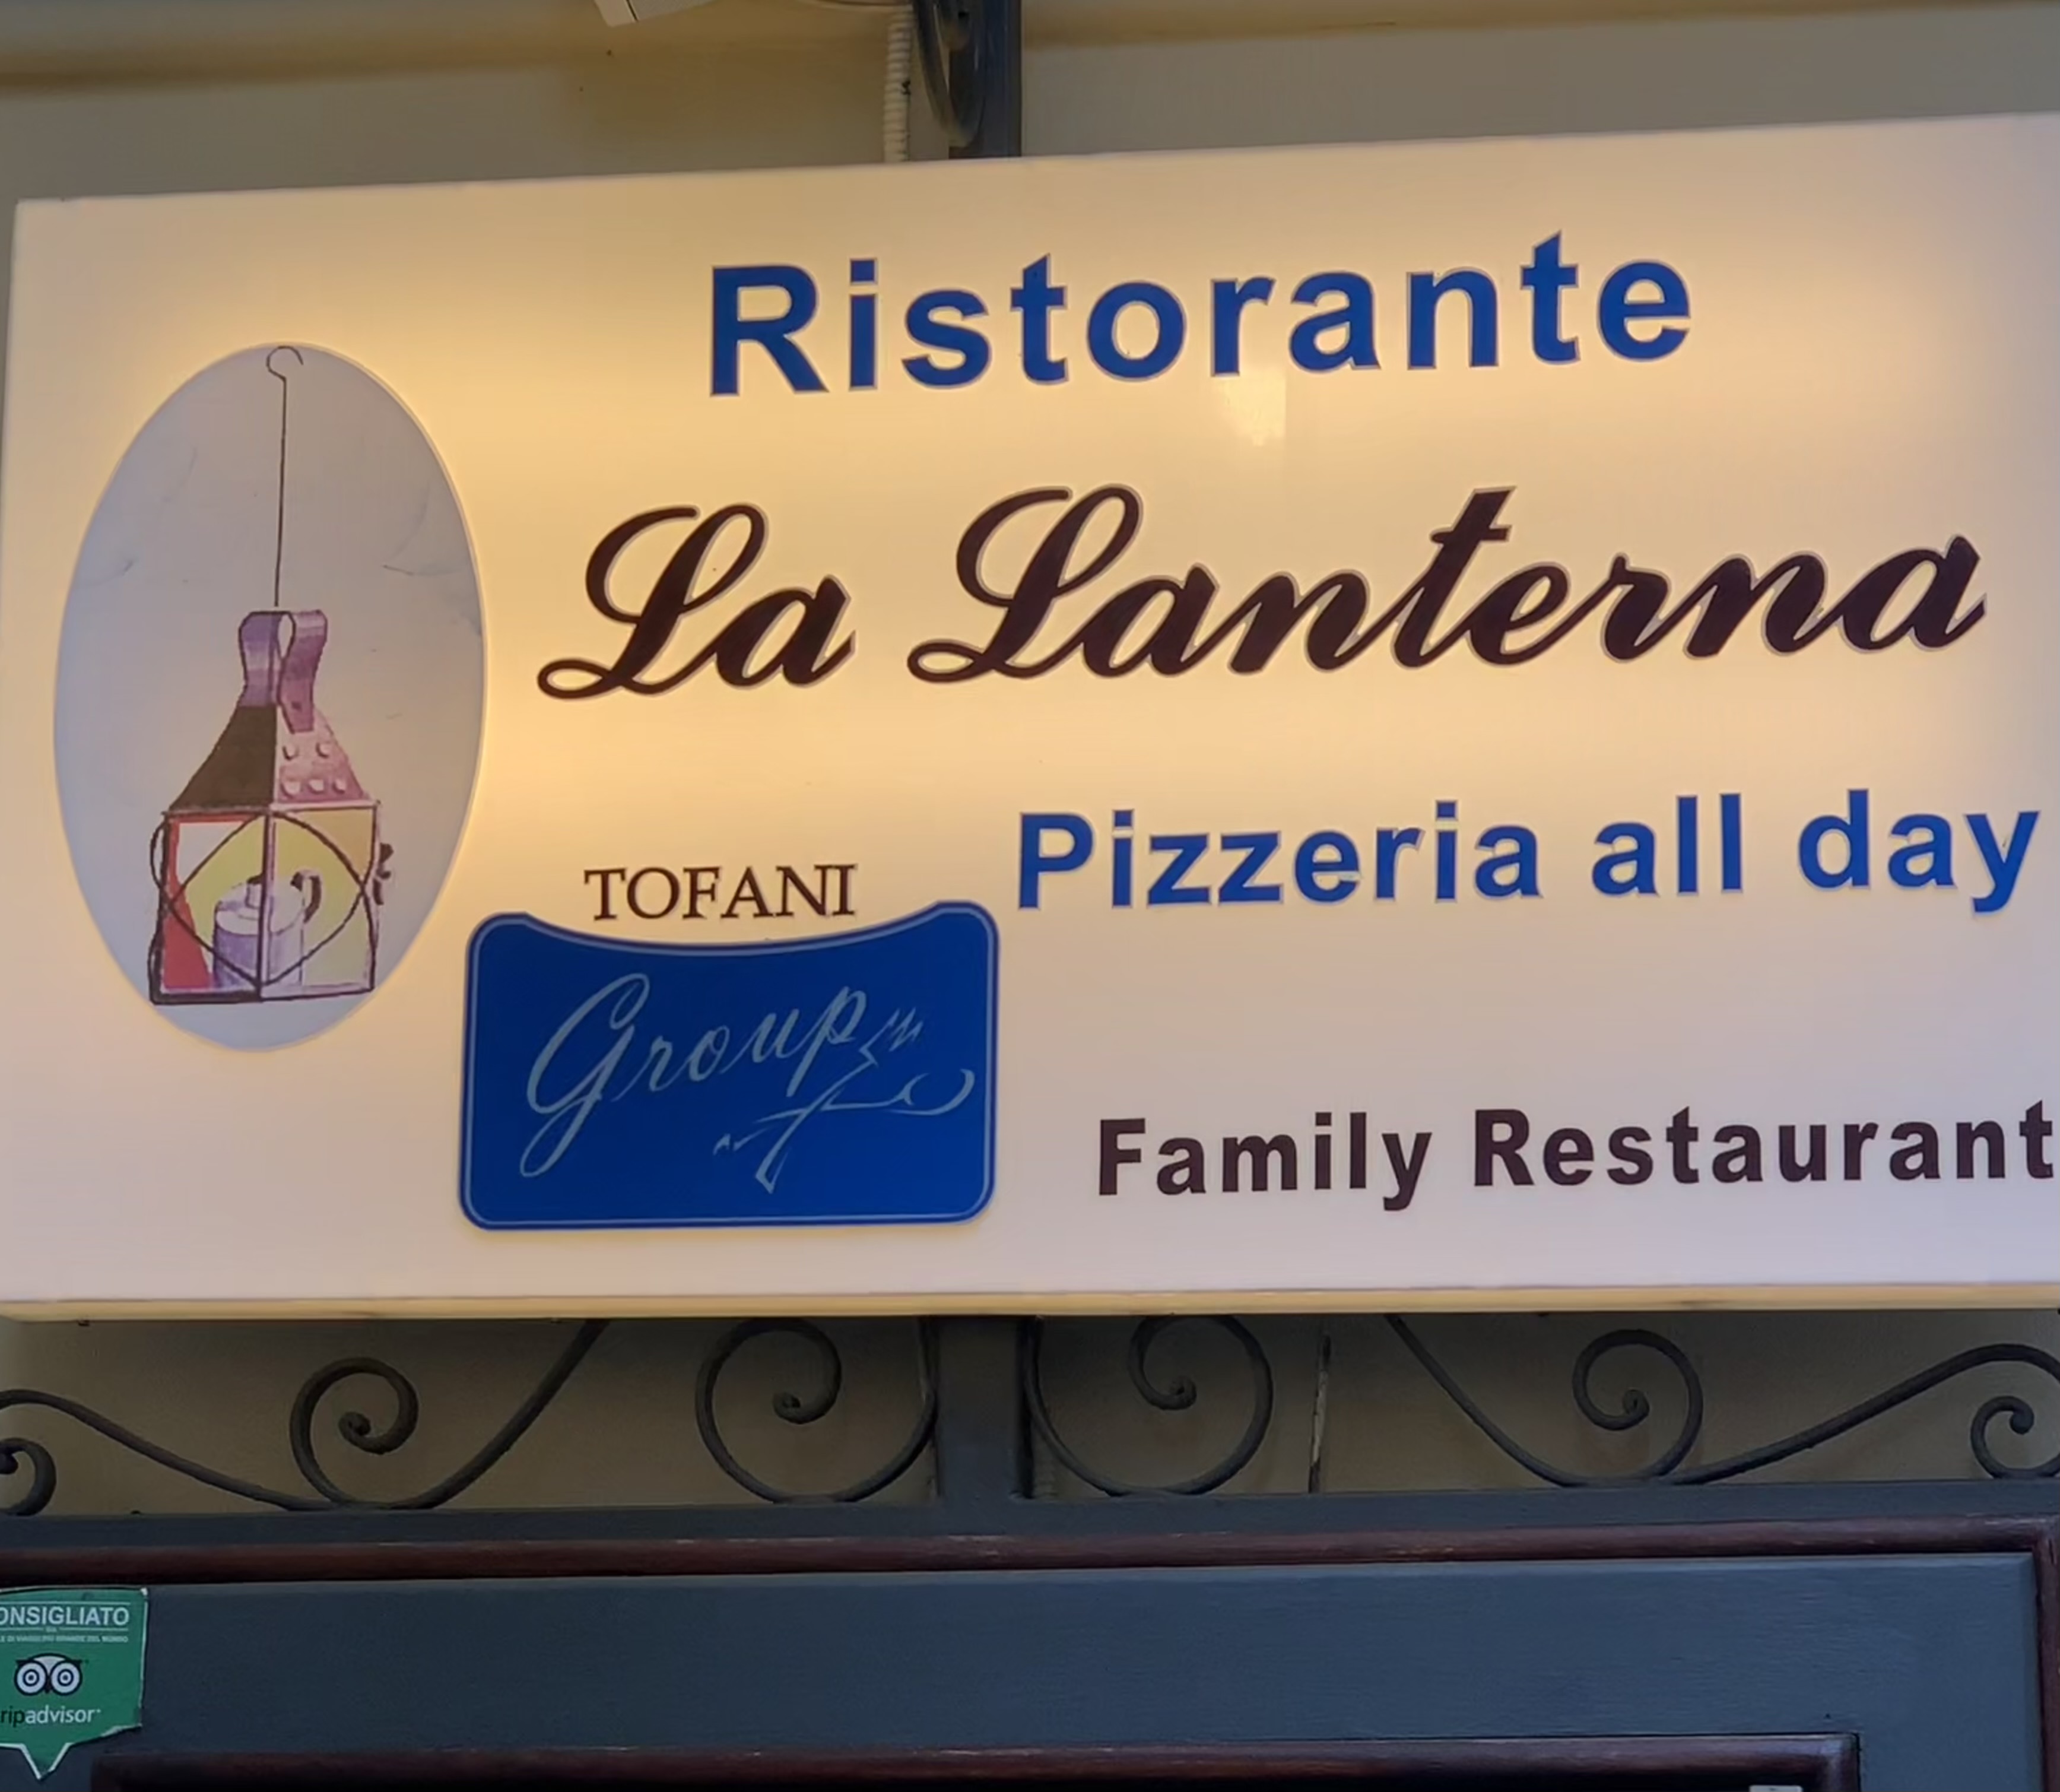 Ristorante
La Lanterna
Pizzeria all day
TOFANI
Group
Family Restaurant
ONSIGLIATO
ripadvisor